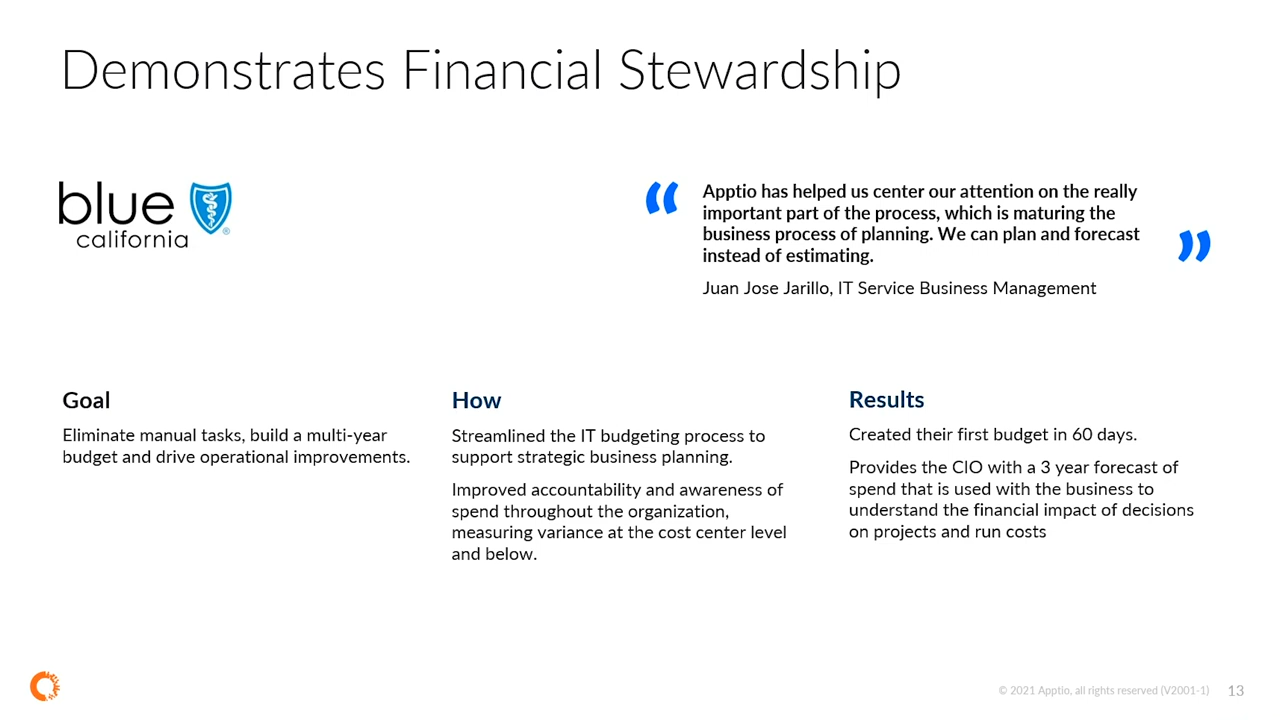 Demonstrates Financial Stewardship
blue
california
®
“
Apptio has helped us center our attention on the really
important part of the process, which is maturing the
business process of planning. We can plan and forecast
instead of estimating.
”
Juan Jose Jarillo, IT Service Business Management
Goal
Eliminate manual tasks, build a multi-year
budget and drive operational improvements.
How
Streamlined the IT budgeting process to
support strategic business planning.
Improved accountability and awareness of
spend throughout the organization,
measuring variance at the cost center level
and below.
Results
Created their first budget in 60 days.
Provides the CIO with a 3 year forecast of
spend that is used with the business to
understand the financial impact of decisions
on projects and run costs
© 2021 Apptio, all rights reserved (V2001-1) 13